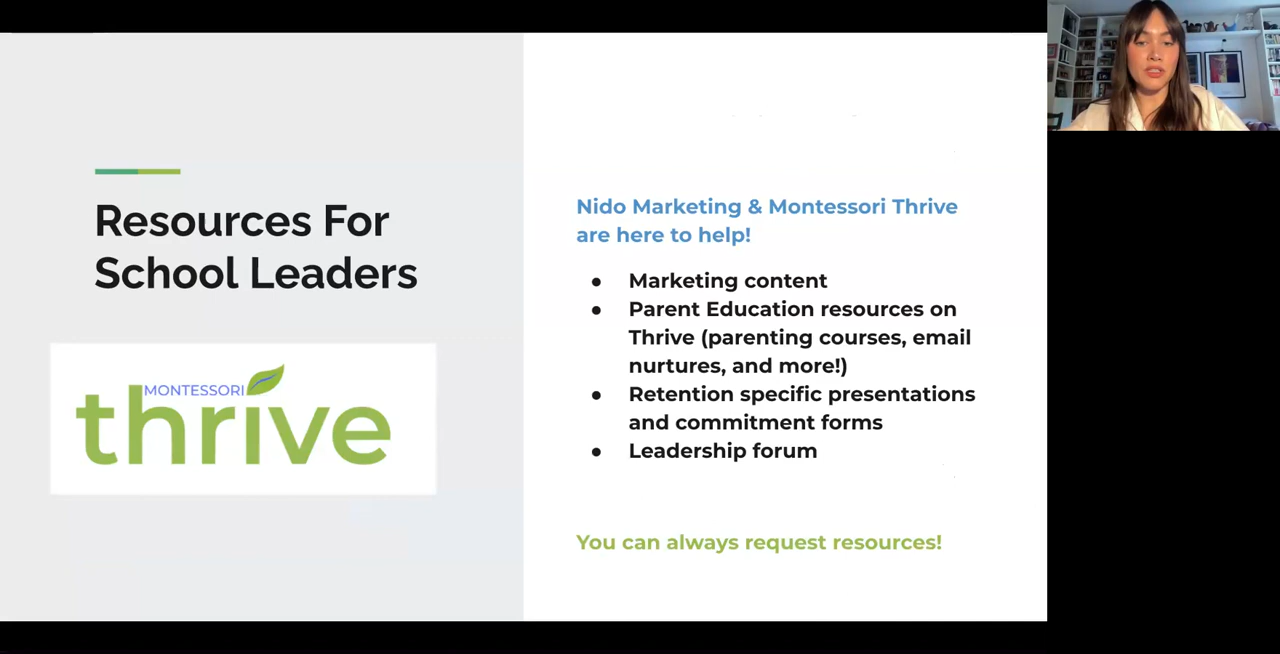 Resources For
School Leaders
MONTESSORI
thrive
Nido Marketing & Montessori Thrive
are here to help!
● Marketing content
● Parent Education resources on
Thrive (parenting courses, email
nurtures, and more!)
● Retention specific presentations
and commitment forms
● Leadership forum
You can always request resources!